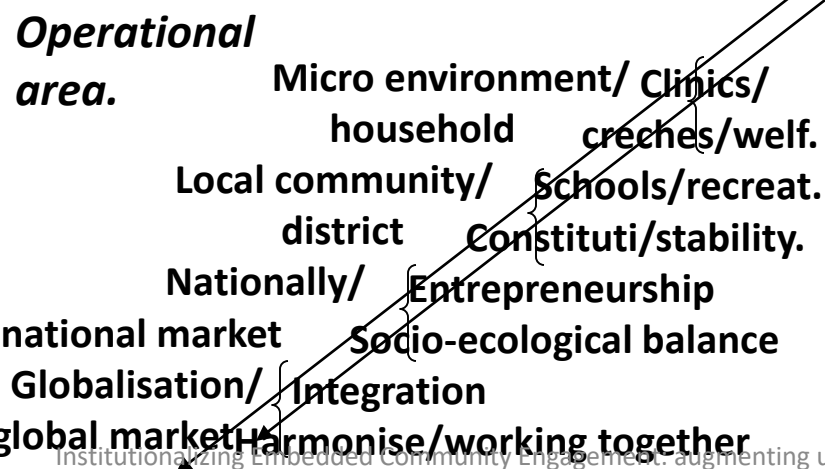 Operational
area.
Micro environment/ Clinics/
household creches/welf.
Local community/ Schools/recreat.
district Constituti/stability.
Nationally/ Entrepreneurship
national market Socio-ecological balance
Globalisation/ Integration
global market Harmonise/working together
Institutionalizing Embedded Community Engagement: augmenting u